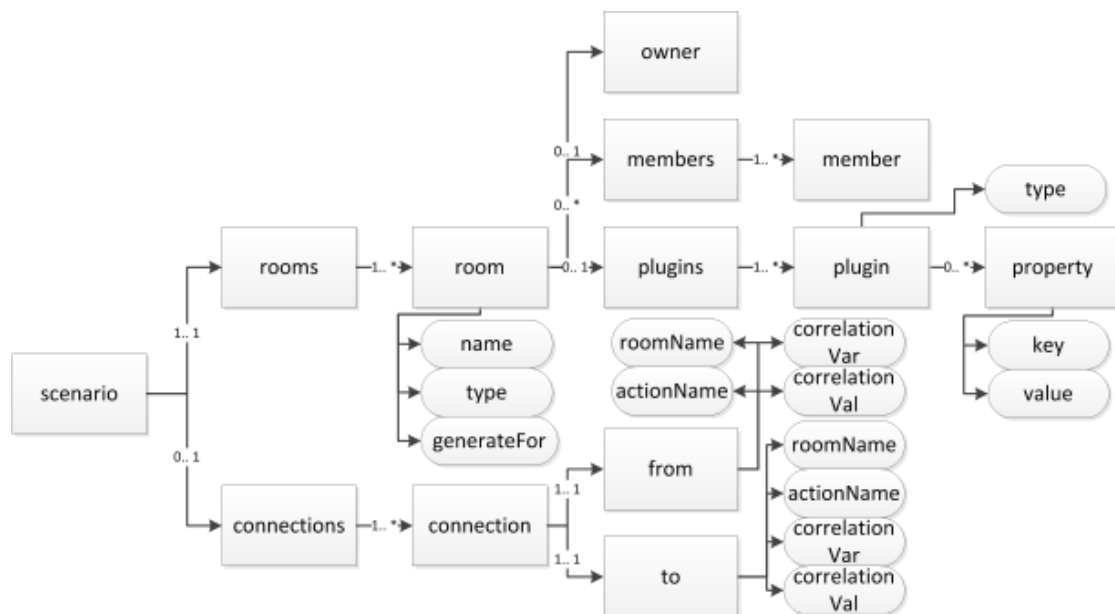 owner
0.. 1
members
1.. *
member
type
0.. *
rooms
1.. *
room
0.. 1
plugins
1.. *
plugin
0.. *
property
1.. 1
name
roomName
correlation
Var
key
scenario
type
actionName
correlation
Val
value
0.. 1
generateFor
roomName
from
1.. 1
actionName
connections
1.. *
connection
correlation
Var
1.. 1
to
correlation
Val